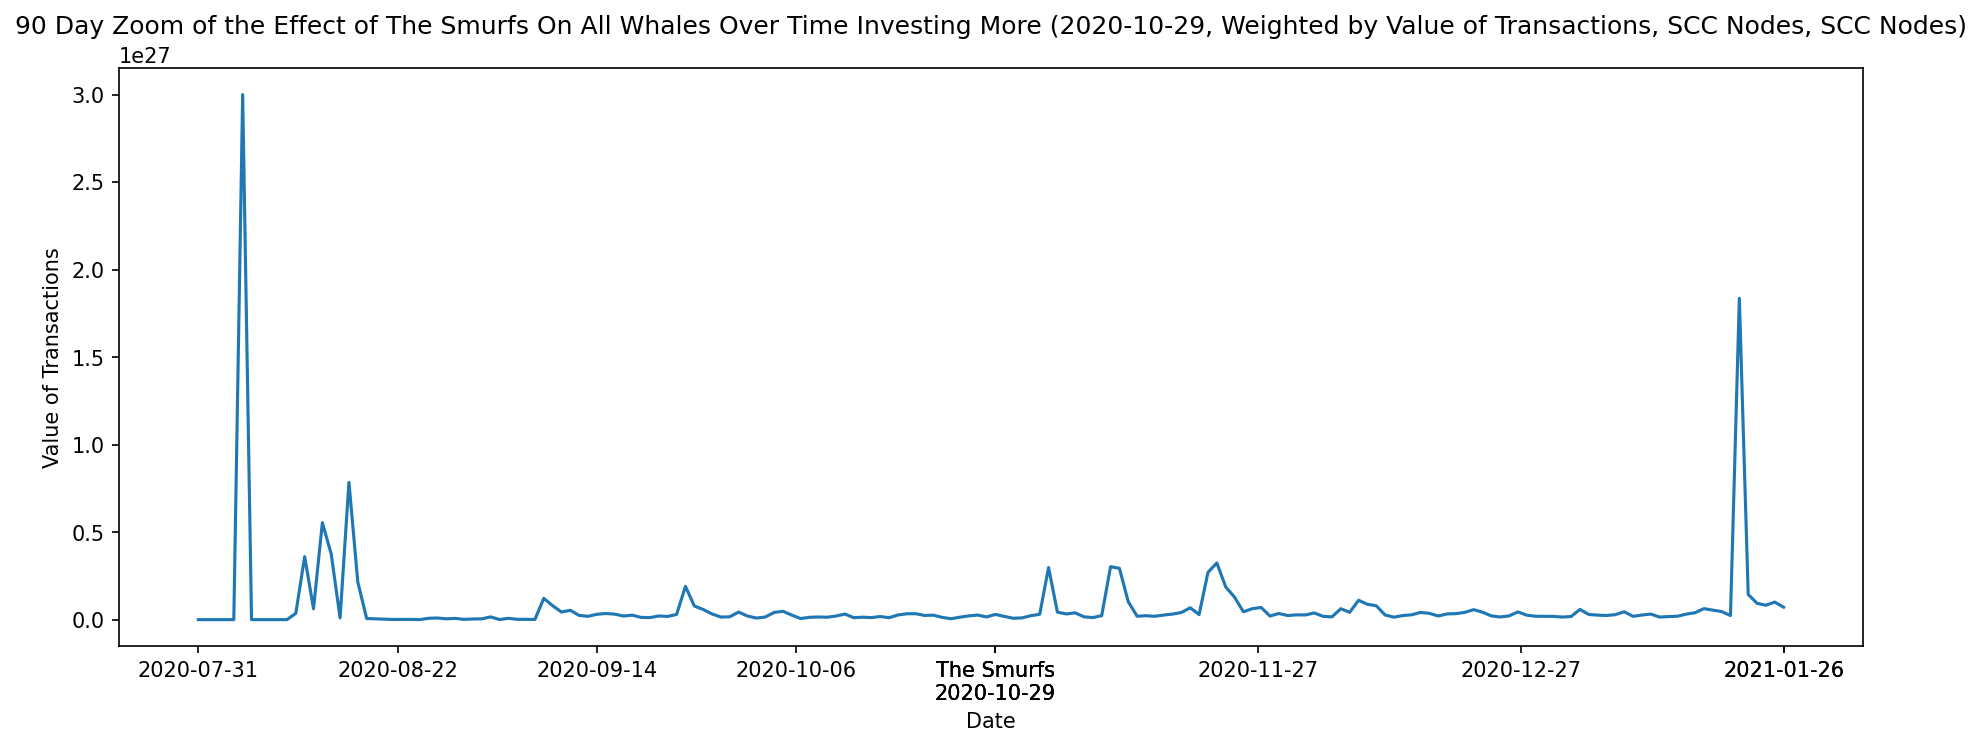 90 Day Zoom of the Effect of The Smurfs On All Whales Over Time Investing More (2020-10-29, Weighted by Value of Transactions, SCC Nodes, SCC Nodes)
1e27
3.0
2.5
2.0
1.5
1.0
0.5
0.0
Value of Transactions
2020-07-31 2020-08-22 2020-09-14 2020-10-06 The Smurfs 2020-11-27 2020-12-27 2021-01-26
2020-10-29
Date